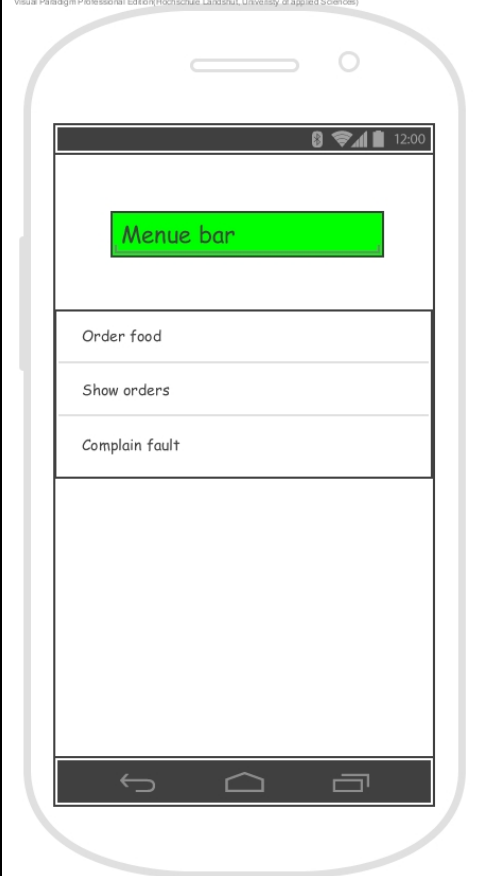 Visual Paradigm Professional Edition(Hochschule Landshut, University of applied Sciences)
12:00
Menue bar
Order food
Show orders
Complain fault